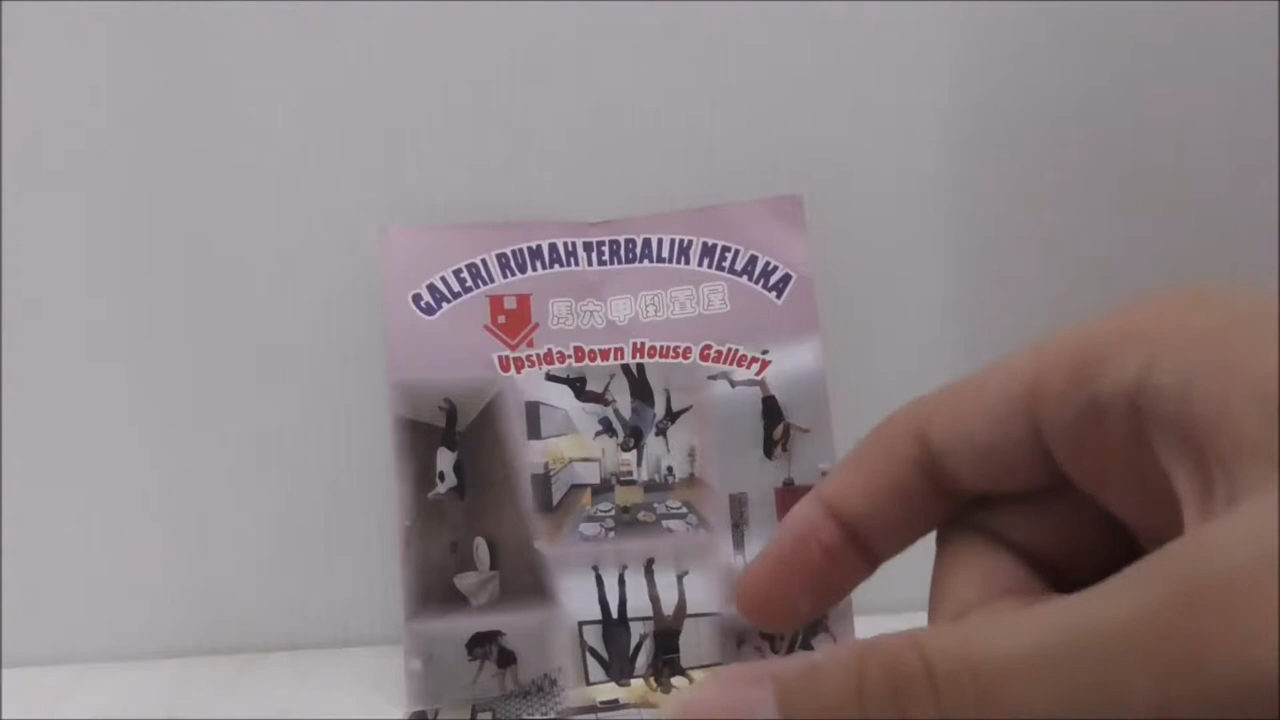 GALERI RUMAH TERBALIK MELAKA
馬六甲倒置屋
Upside-Down House Gallery